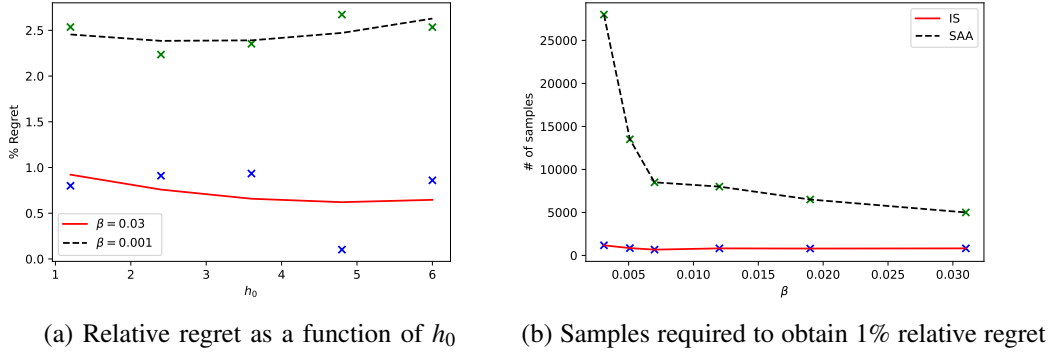 % Regret
2.5
2.0
1.5
1.0
0.5
0.0
β = 0.03
β = 0.001
1 2 3 4 5 6
h₀
# of samples
25000
20000
15000
10000
5000
0
IS
SAA
0.005 0.010 0.015 0.020 0.025 0.030
β
(a) Relative regret as a function of h₀
(b) Samples required to obtain 1% relative regret